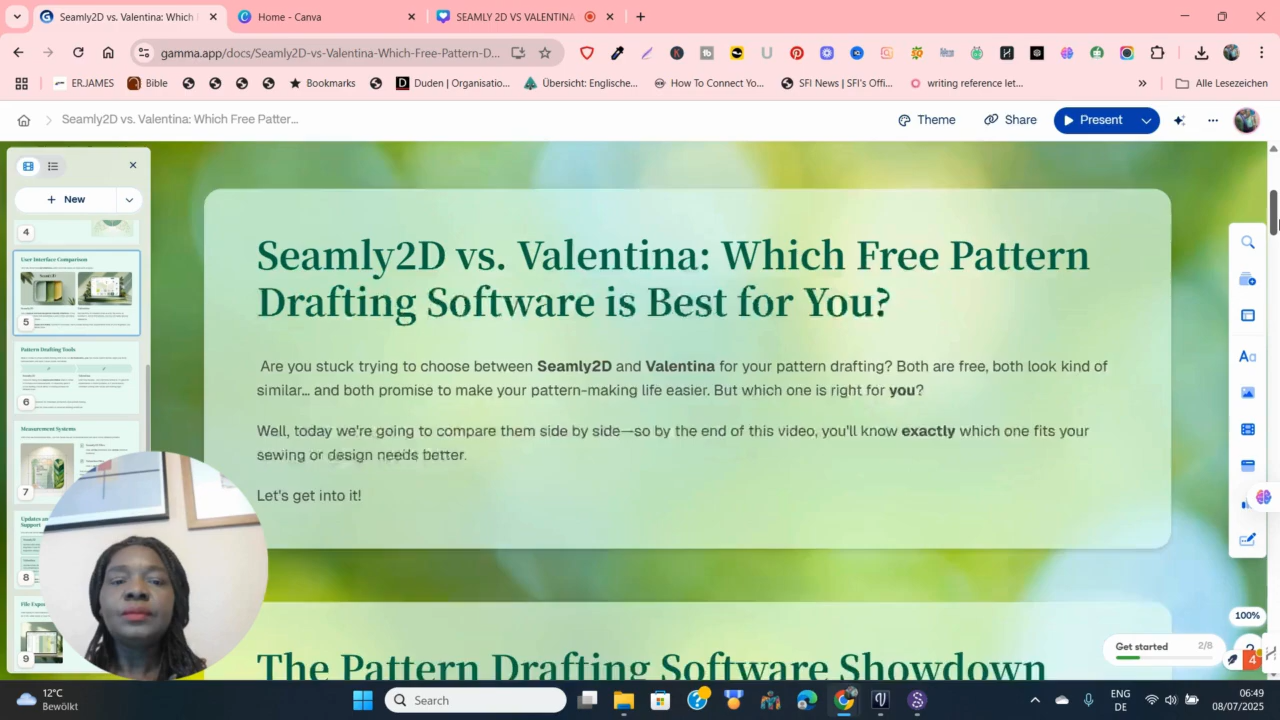 Seamly2D vs. Valentina: Which F
Home - Canva
SEAMLY 2D VS VALENTINA
gamma.app/docs/Seamly2D-vs-Valentina-Which-Free-Pattern-D...
ERJAMES
Bible
Bookmarks
Duden | Organisatio...
Übersicht: Englische...
How To Connect Yo...
SFI News | SFI's Offi...
writing reference let...
»
Alle Lesezeichen
Seamly2D vs. Valentina: Which Free Patter...
Theme
Share
Present
+ New
4
User Interface Comparison
5
Pattern Drafting Tools
6
Measurement Systems
7
Updates an
Support
8
File Expo
9
Seamly2D vs. Valentina: Which Free Pattern
Drafting Software is Best for You?
Are you stuck trying to choose between Seamly2D and Valentina for your pattern drafting? Both are free, both look kind of
similar... and both promise to make your pattern-making life easier. But which one is right for you?
Well, today we're going to compare them side by side—so by the end of this video, you'll know exactly which one fits your
sewing or design needs better.
Let's get into it!
The Pattern Drafting Software Showdown
Aa
100%
Get started 2/8
4
12°C
Bewölkt
Search
ENG
DE
06:49
08/07/2025